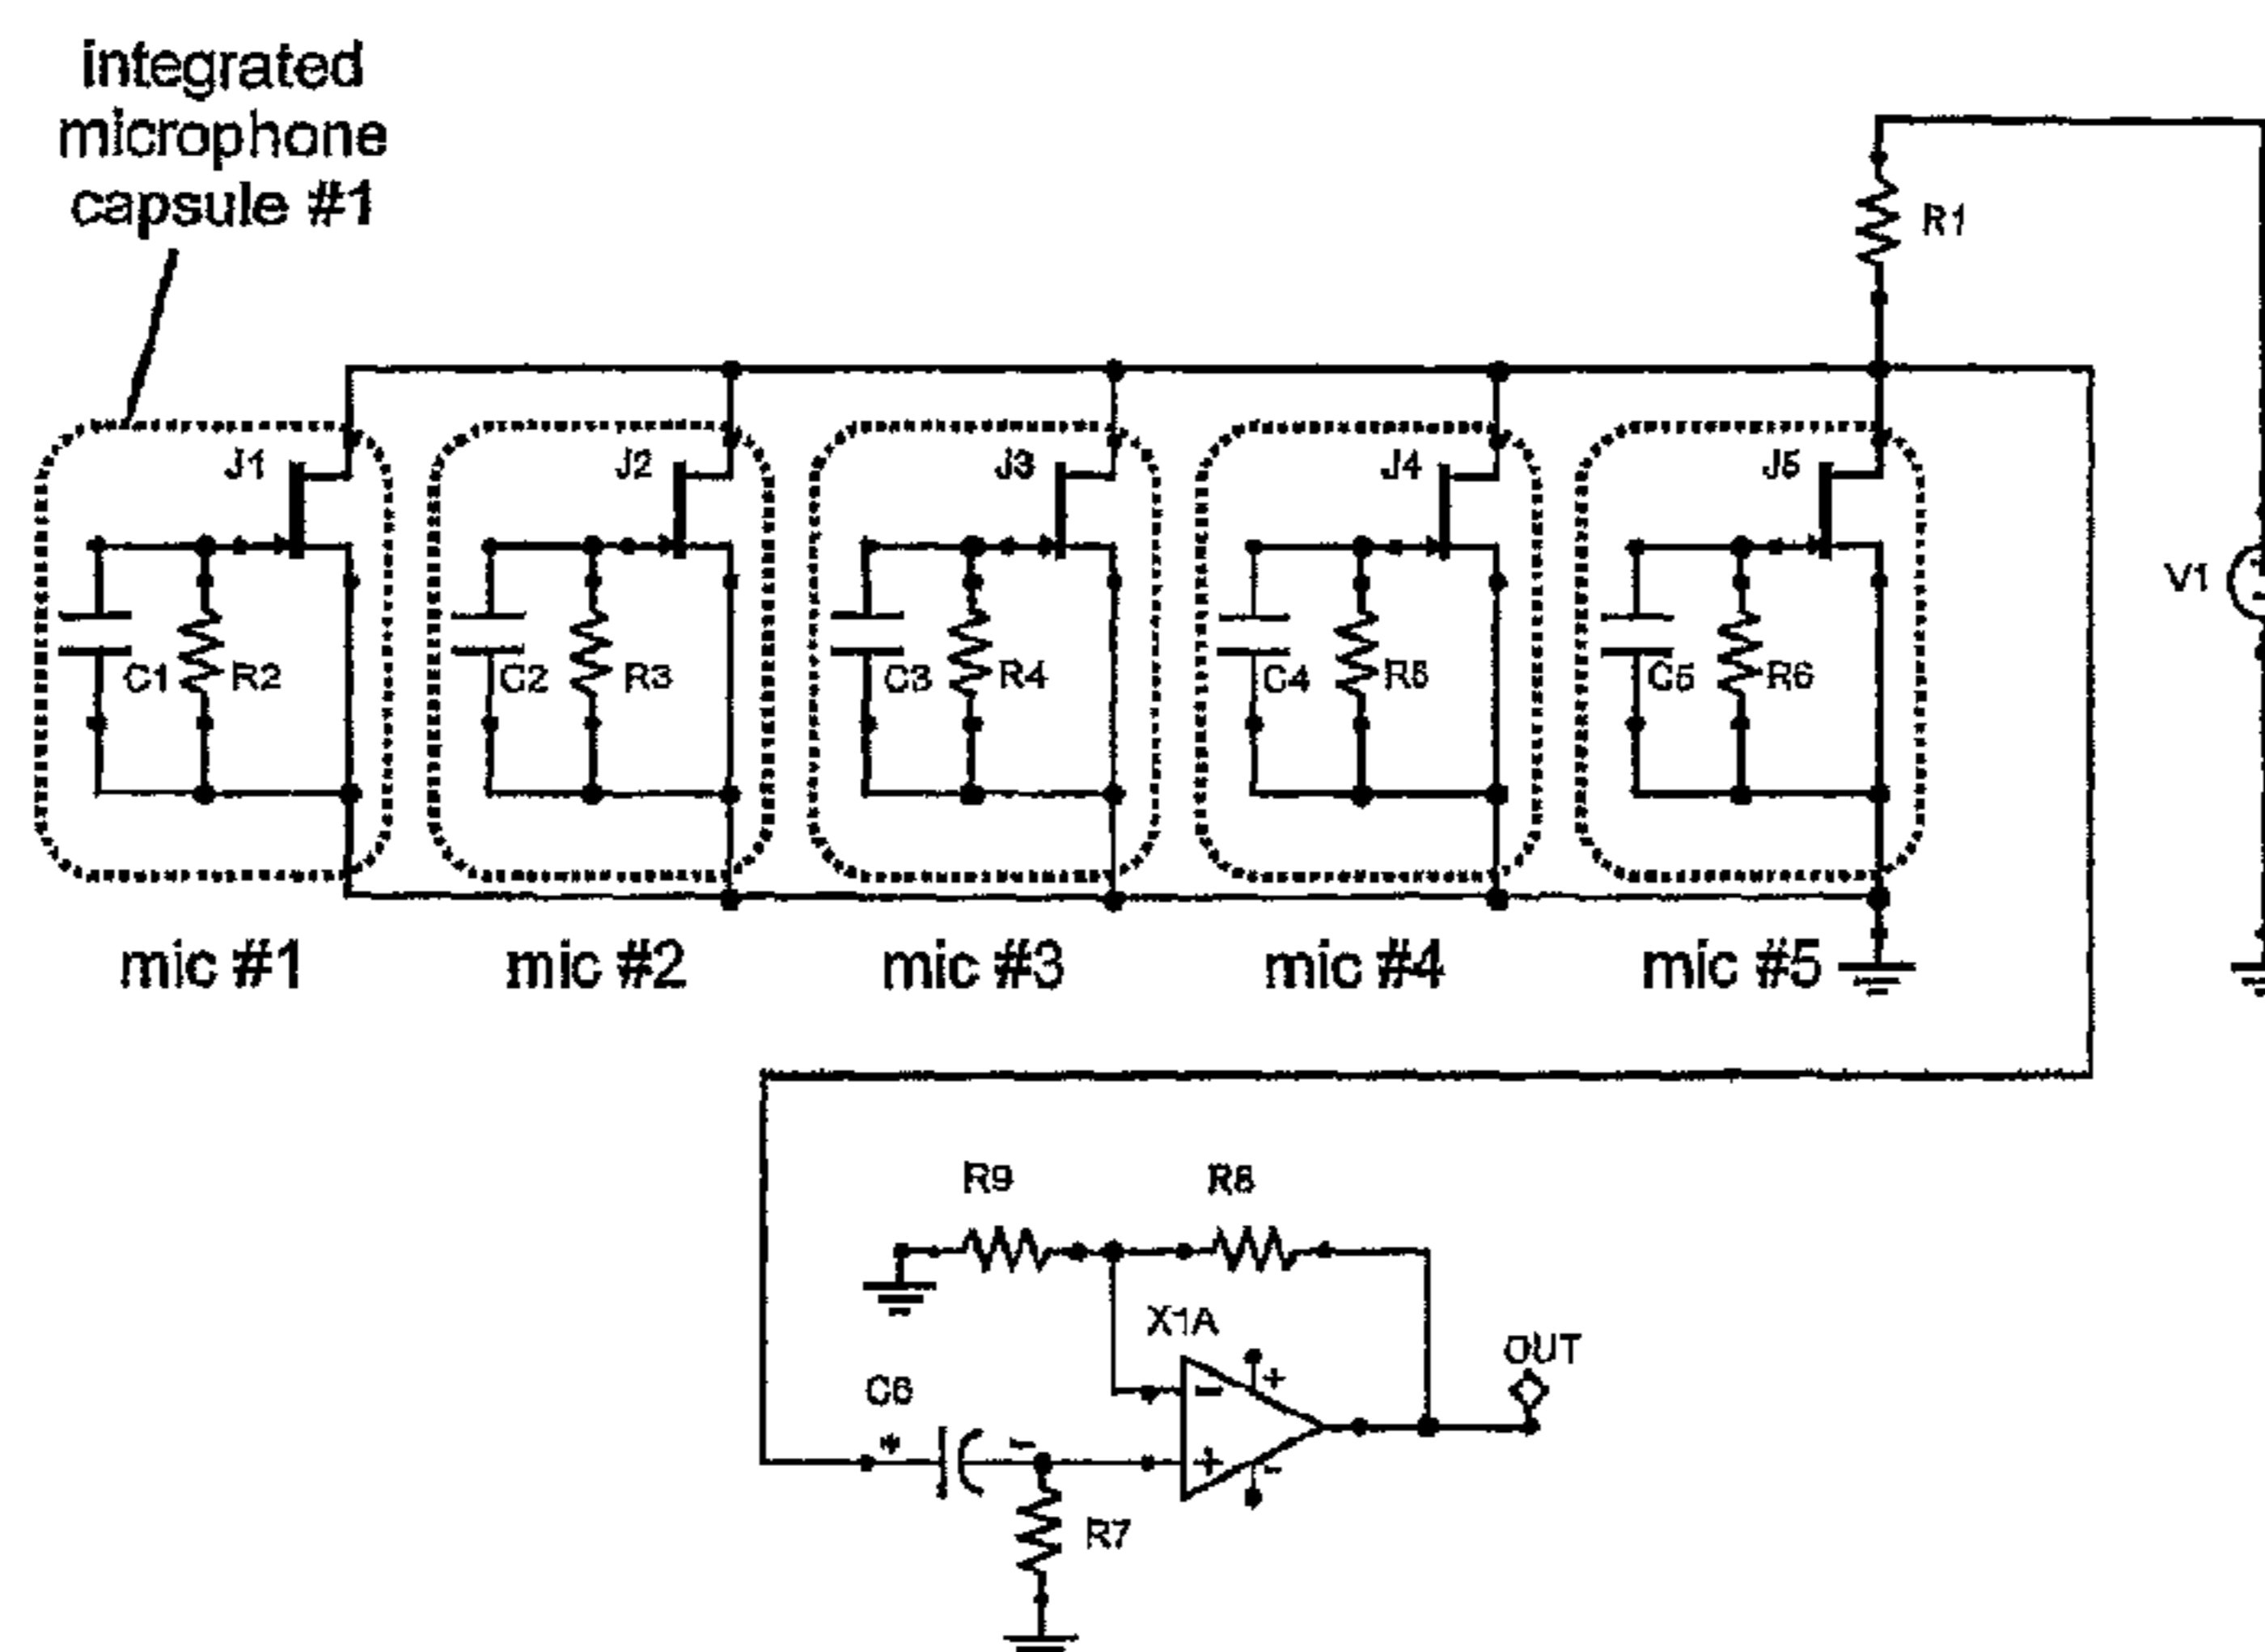 integrated
microphone
capsule #1
R1
J1
J2
J3
J4
J5
V1
C1
R2
C2
R3
C3
R4
C4
R5
C5
R6
mic #1
mic #2
mic #3
mic #4
mic #5
R9
R8
X1A
OUT
C6
R7